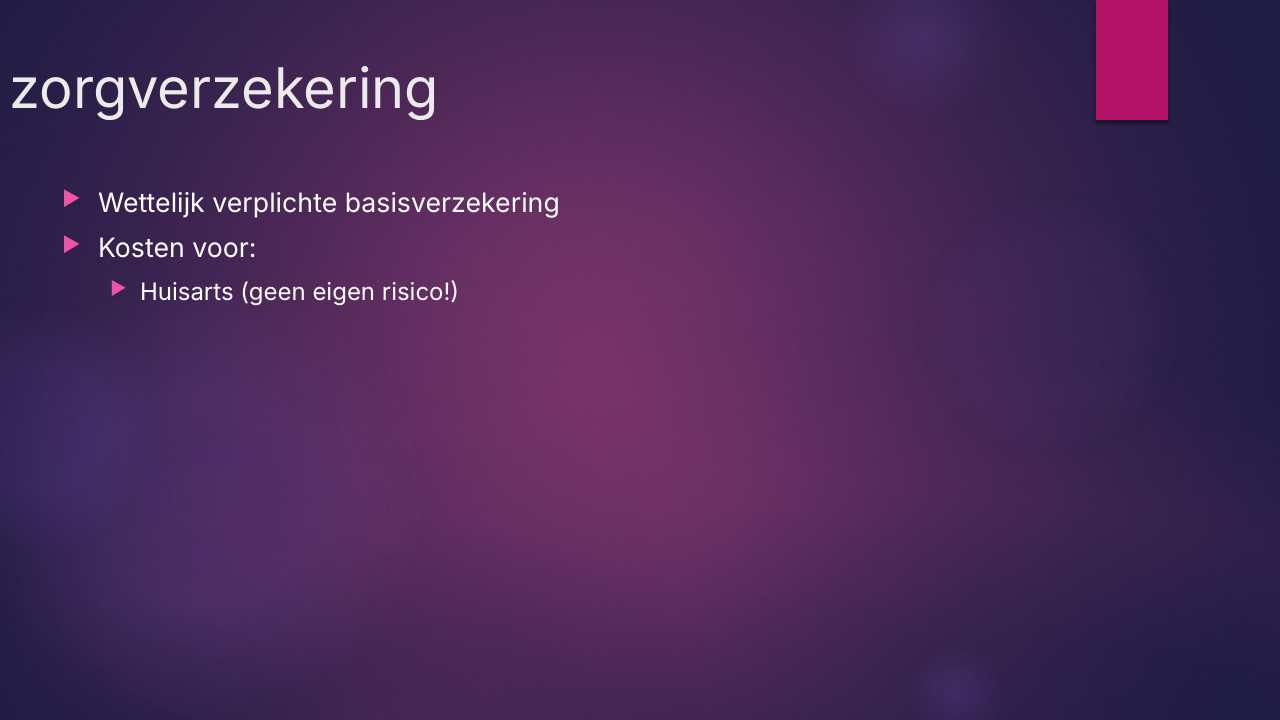 zorgverzekering
Wettelijk verplichte basisverzekering
Kosten voor:
Huisarts (geen eigen risico!)